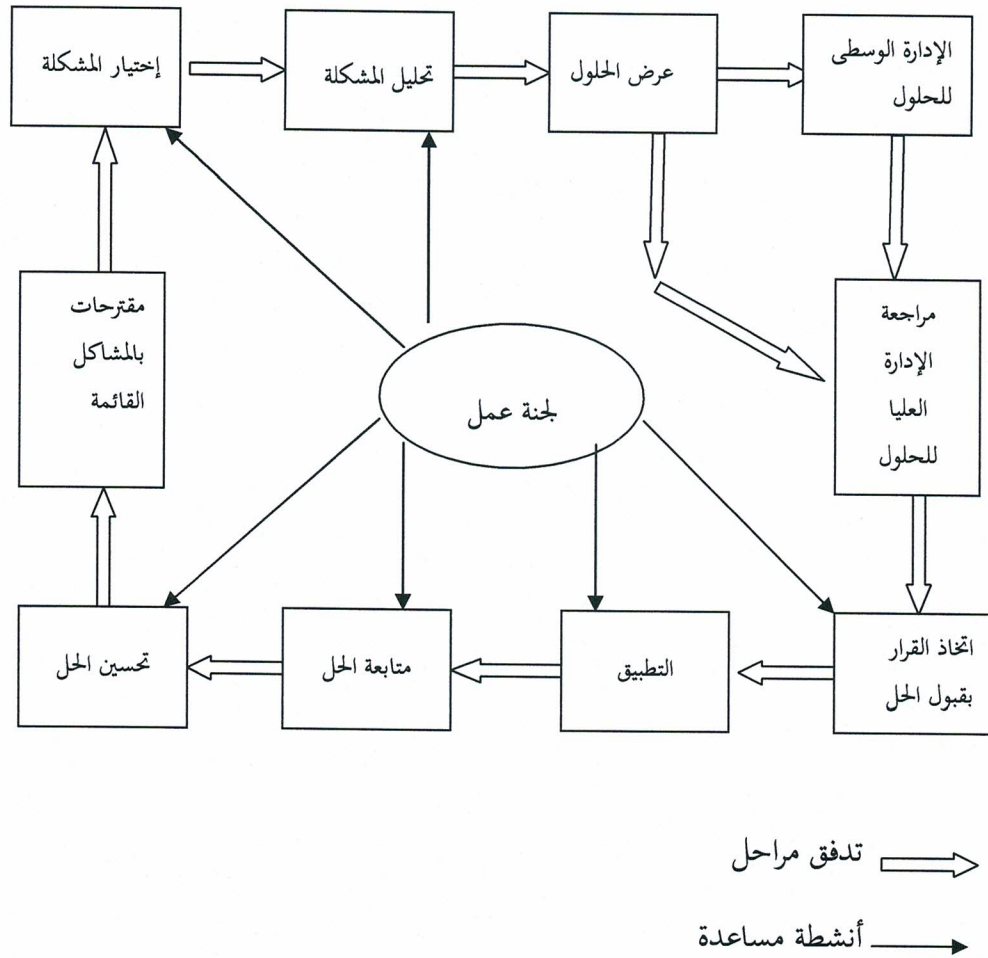 إختيار المشكلة
تحليل المشكلة
عرض الحلول
الإدارة الوسطى
للحلول
مقترحات
بالمشاكل
القائمة
لجنة عمل
مراجعة
الإدارة
العليا
للحلول
تحسين الحل
متابعة الحل
التطبيق
اتخاذ القرار
بقبول الحل
تدفق مراحل
أنشطة مساعدة